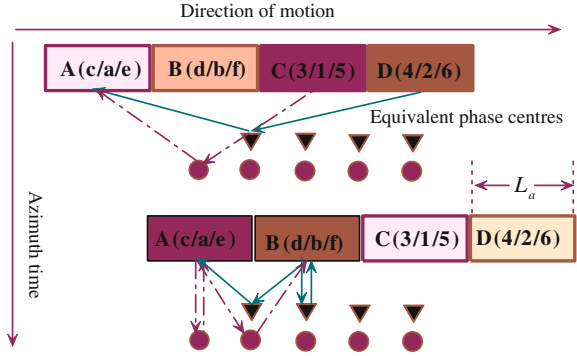 Direction of motion
A(c/a/e) B(d/b/f) C(3/1/5) D(4/2/6)
Equivalent phase centres
Azimuth time
L_a
A(c/a/e) B(d/b/f) C(3/1/5) D(4/2/6)